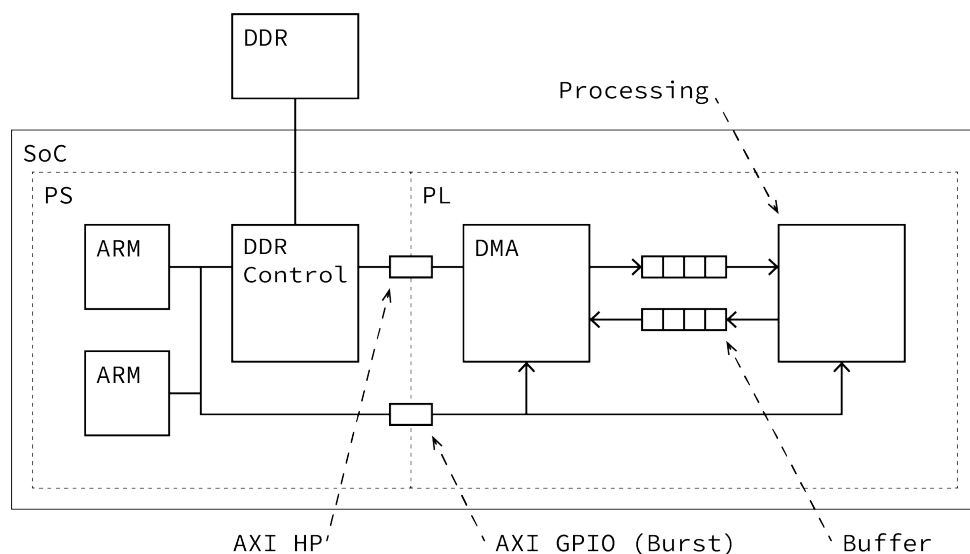 DDR
Processing
SoC
PS
PL
ARM
DDR
Control
DMA
ARM
AXI HP
AXI GPIO (Burst)
Buffer